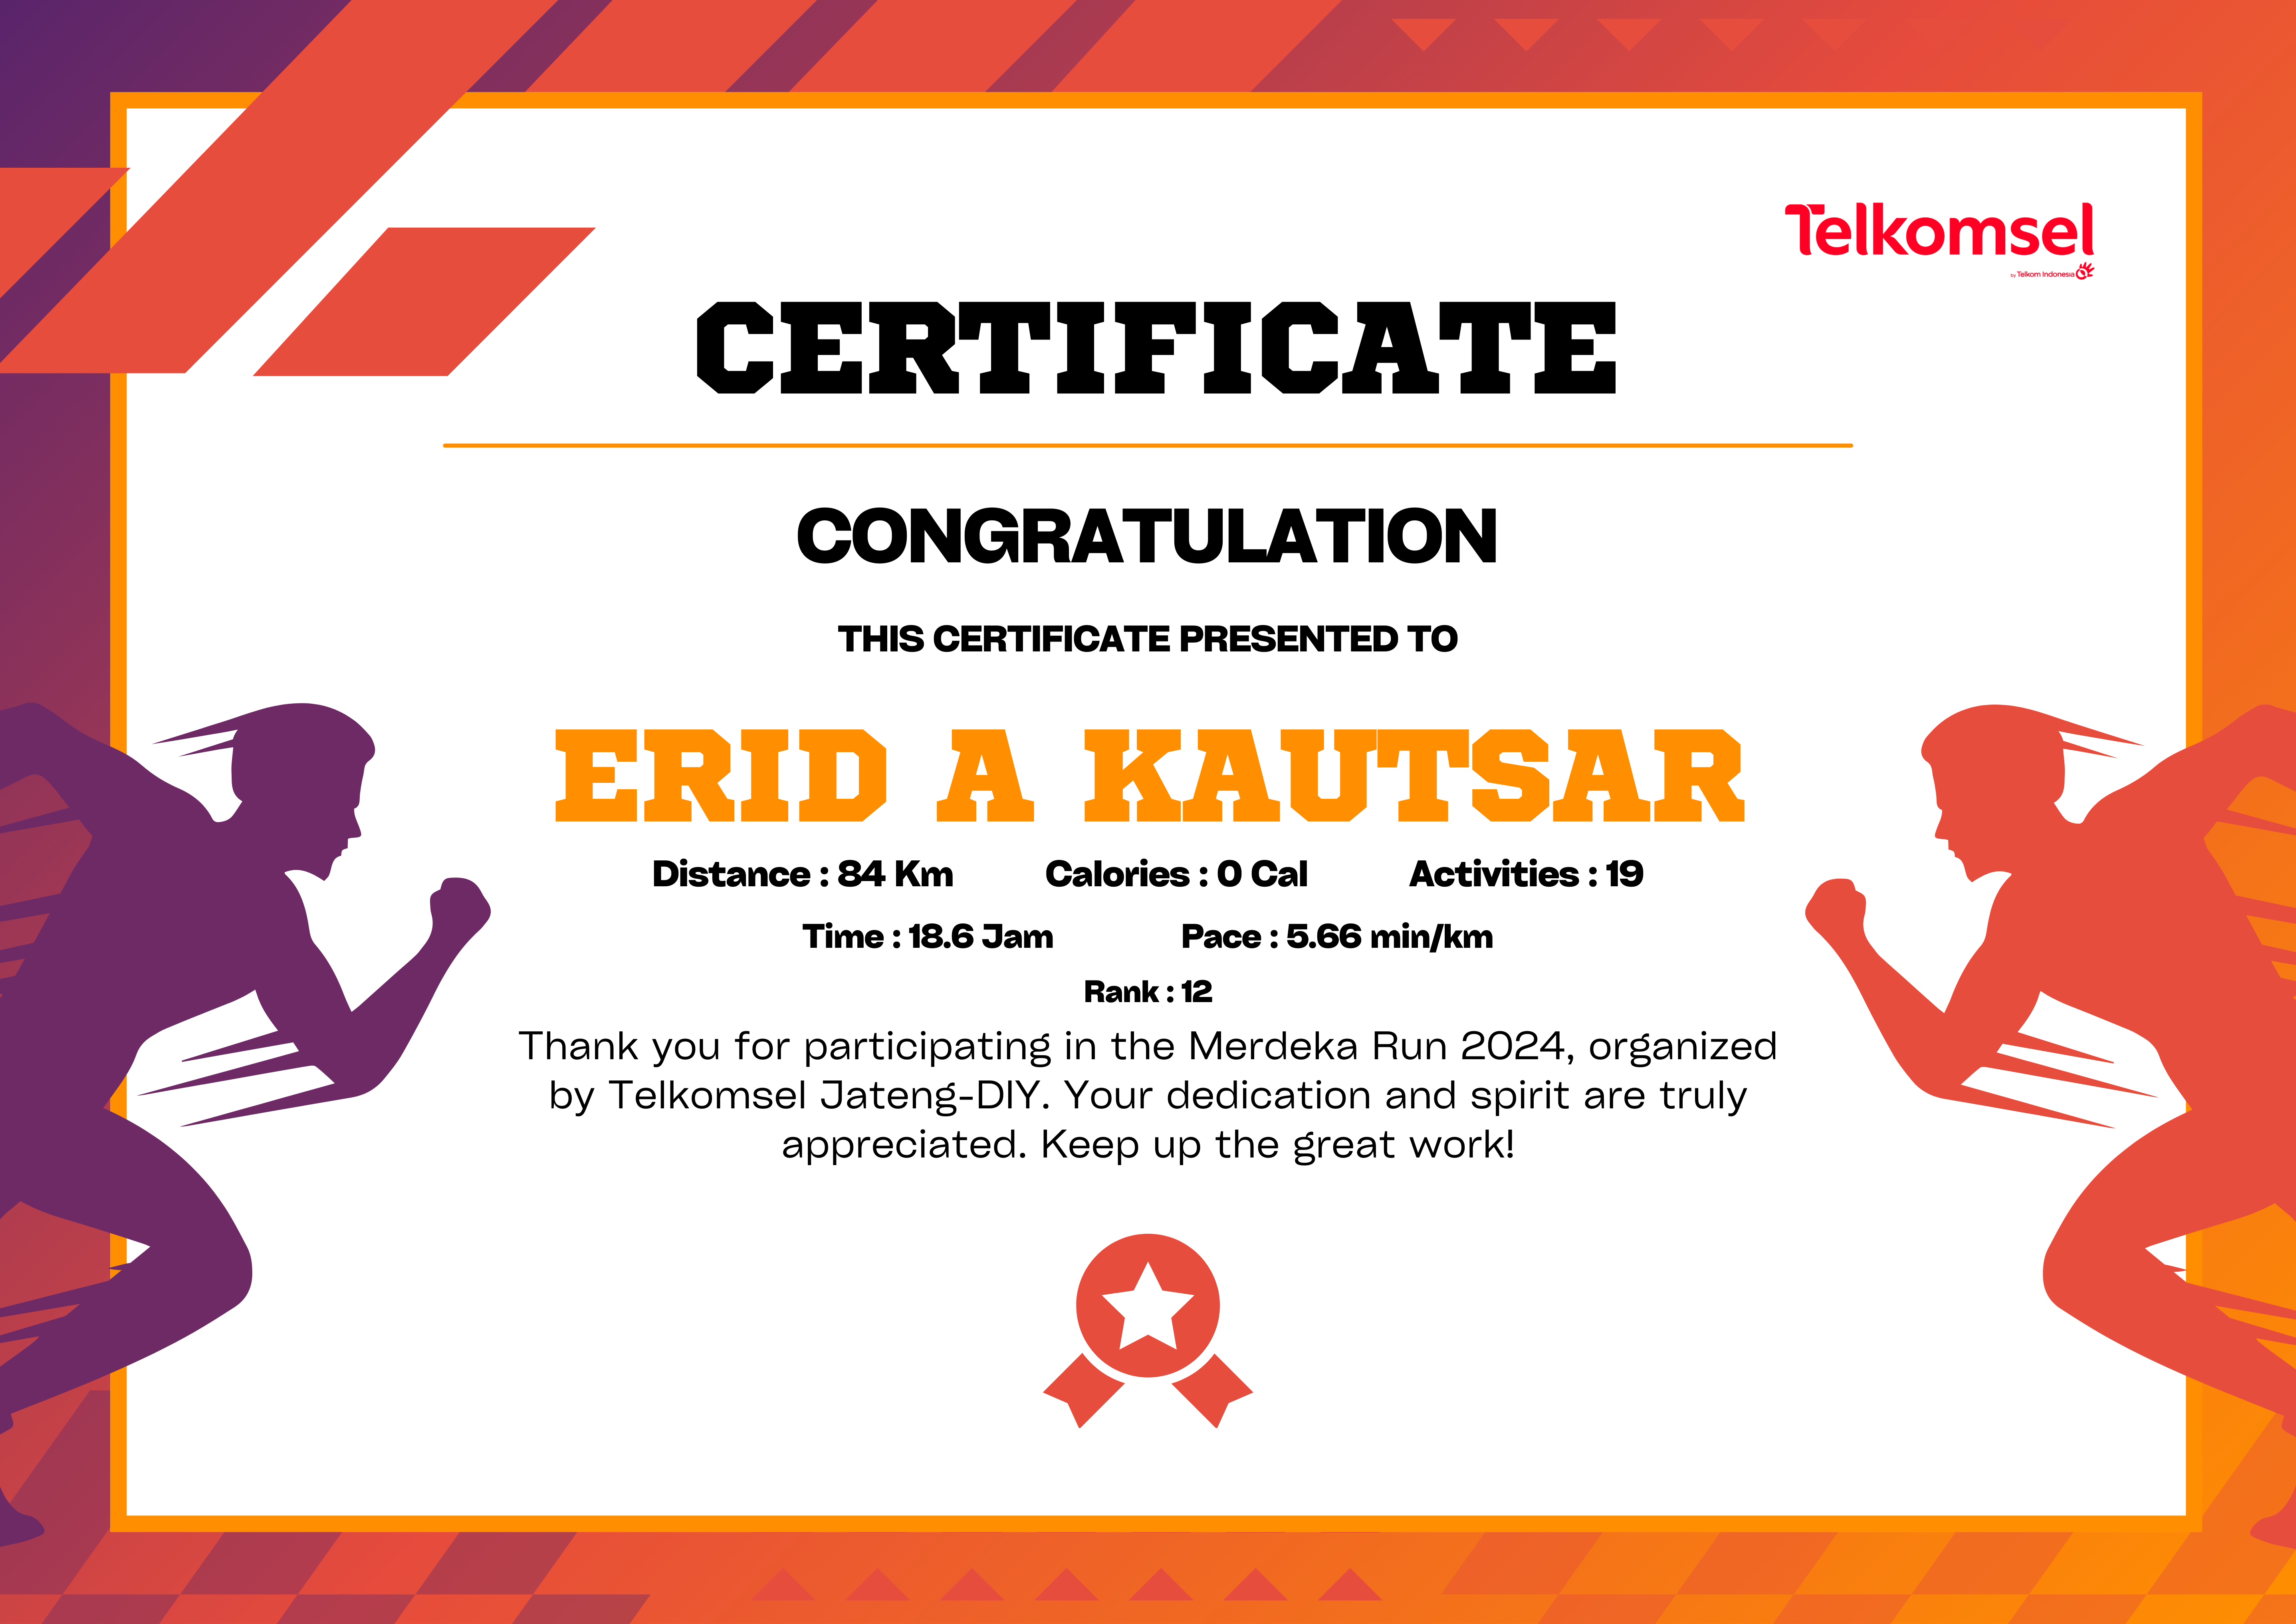 Telkomsel
by Telkom Indonesia
CERTIFICATE
CONGRATULATION
THIS CERTIFICATE PRESENTED TO
ERID A KAUTSAR
Distance : 84 Km Calories : 0 Cal Activities : 19
Time : 18.6 Jam Pace : 5.66 min/km
Rank : 12
Thank you for participating in the Merdeka Run 2024, organized
by Telkomsel Jateng-DIY. Your dedication and spirit are truly
appreciated. Keep up the great work!